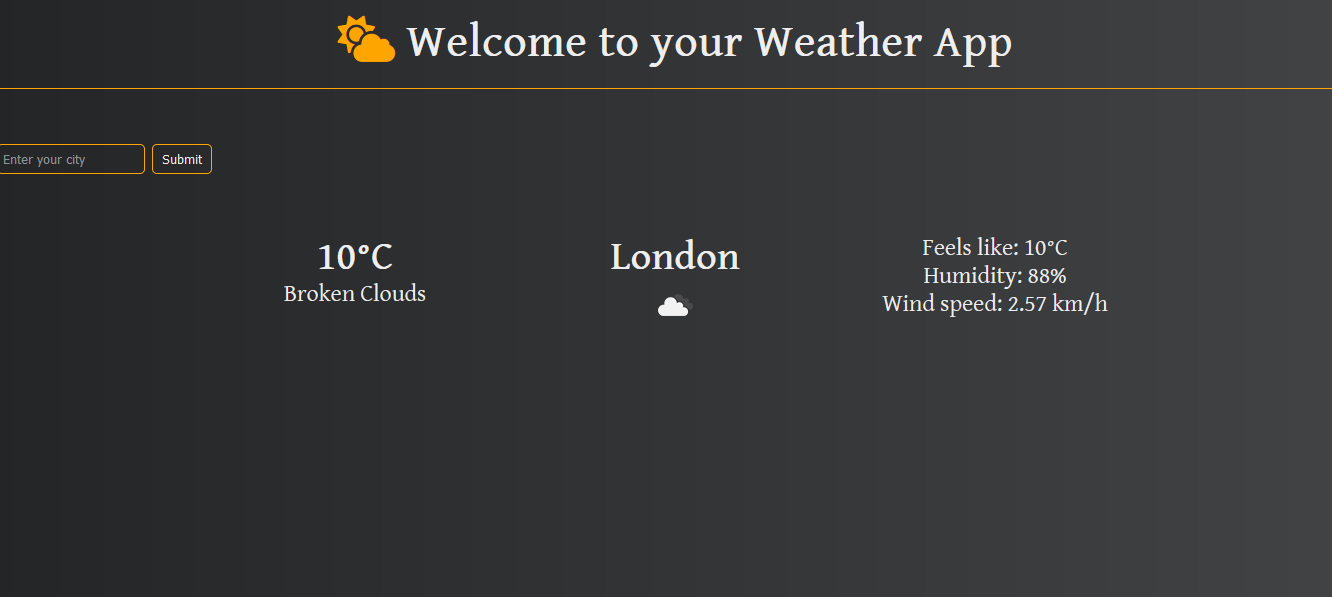 Welcome to your Weather App
Enter your city
Submit
10°C
Broken Clouds
London
Feels like: 10°C
Humidity: 88%
Wind speed: 2.57 km/h